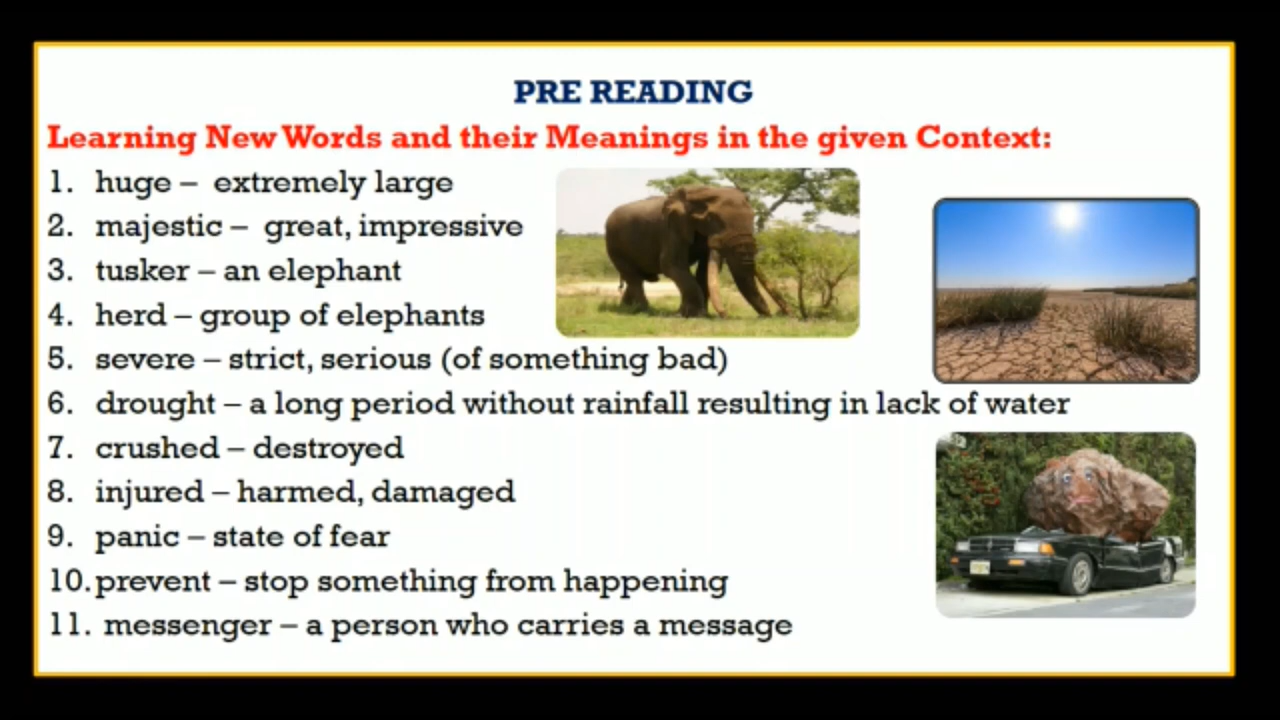 PRE READING
Learning New Words and their Meanings in the given Context:
1. huge – extremely large
2. majestic – great, impressive
3. tusker – an elephant
4. herd – group of elephants
5. severe – strict, serious (of something bad)
6. drought – a long period without rainfall resulting in lack of water
7. crushed – destroyed
8. injured – harmed, damaged
9. panic – state of fear
10. prevent – stop something from happening
11. messenger – a person who carries a message